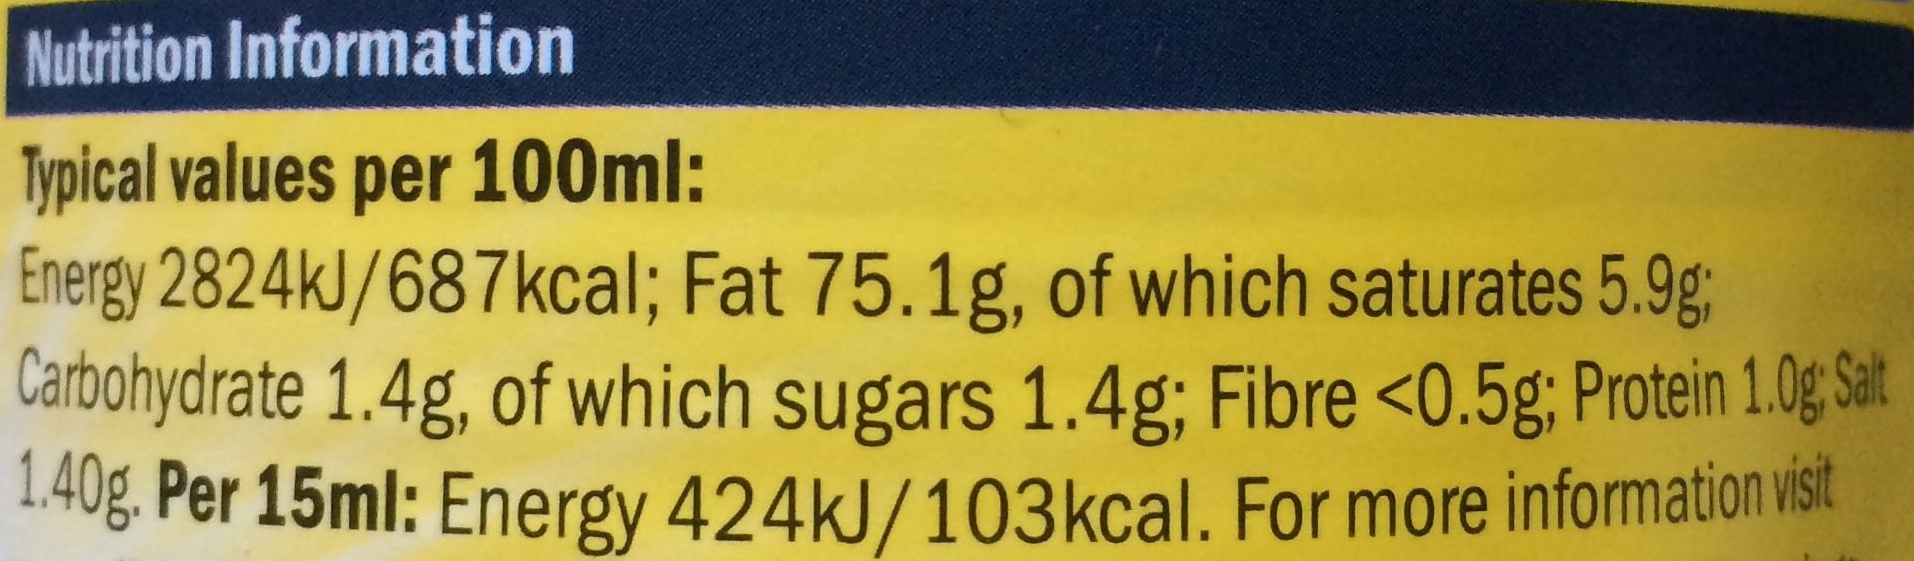 Nutrition Information
Typical values per 100ml:
Energy 2824kJ/687kcal; Fat 75.1g, of which saturates 5.9g;
Carbohydrate 1.4g, of which sugars 1.4g; Fibre <0.5g; Protein 1.0g; Salt
1.40g. Per 15ml: Energy 424kJ/103kcal. For more information visit